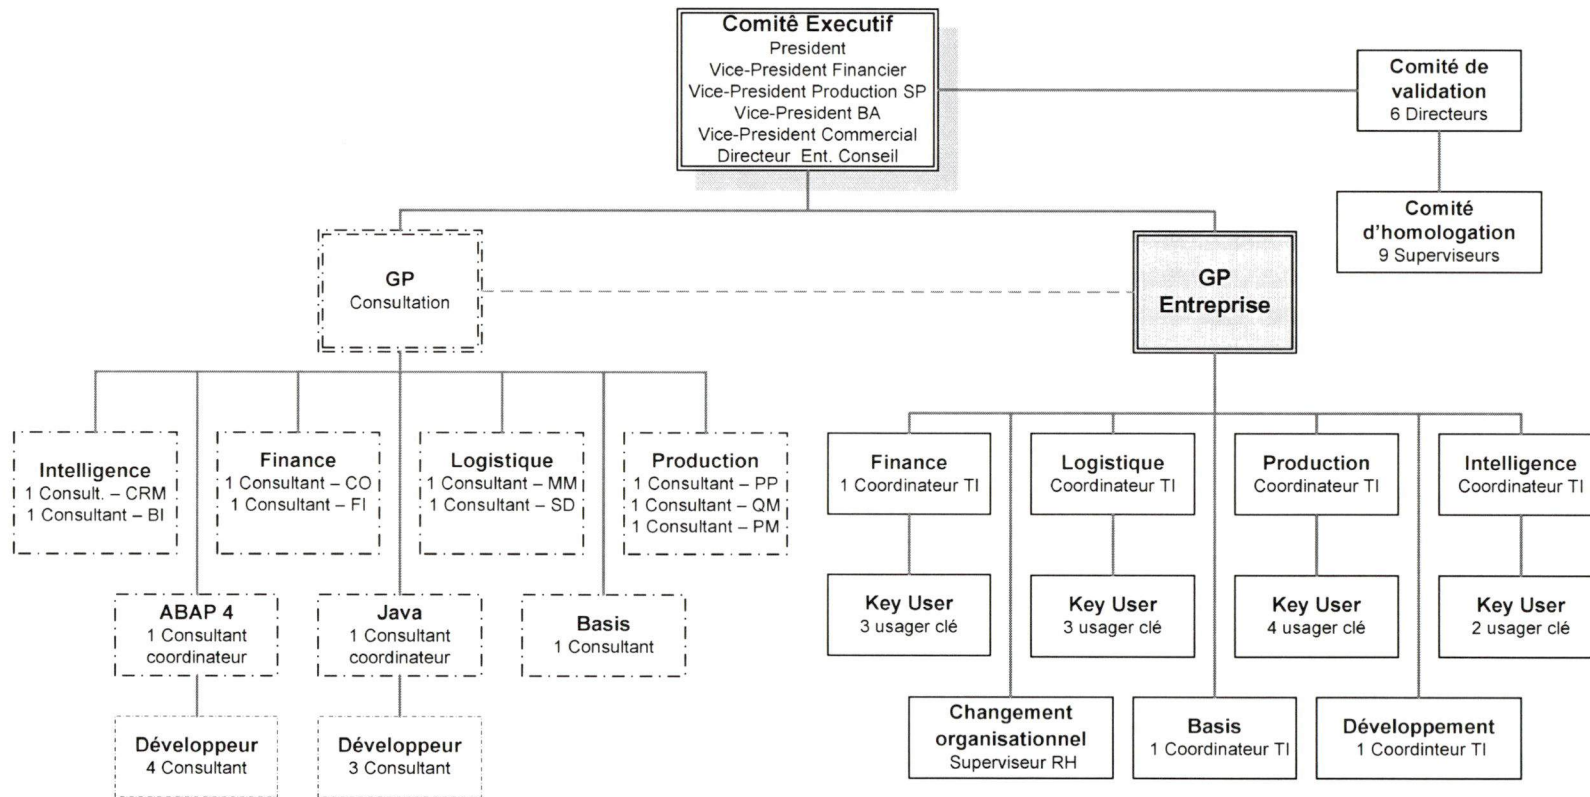 Comitê Executif
President
Vice-President Financier
Vice-President Production SP
Vice-President BA
Vice-President Commercial
Directeur Ent. Conseil
Comité de
validation
6 Directeurs
Comité
d'homologation
9 Superviseurs
GP
Consultation
GP
Entreprise
Intelligence
1 Consult. – CRM
1 Consultant – BI
Finance
1 Consultant – CO
1 Consultant – FI
Logistique
1 Consultant – MM
1 Consultant – SD
Production
1 Consultant – PP
1 Consultant – QM
1 Consultant – PM
Finance
1 Coordinateur TI
Logistique
Coordinateur TI
Production
Coordinateur TI
Intelligence
Coordinateur TI
ABAP 4
1 Consultant
coordinateur
Java
1 Consultant
coordinateur
Basis
1 Consultant
Key User
3 usager clé
Key User
3 usager clé
Key User
4 usager clé
Key User
2 usager clé
Développeur
4 Consultant
Développeur
3 Consultant
Changement
organisationnel
Superviseur RH
Basis
1 Coordinateur TI
Développement
1 Coordinteur TI